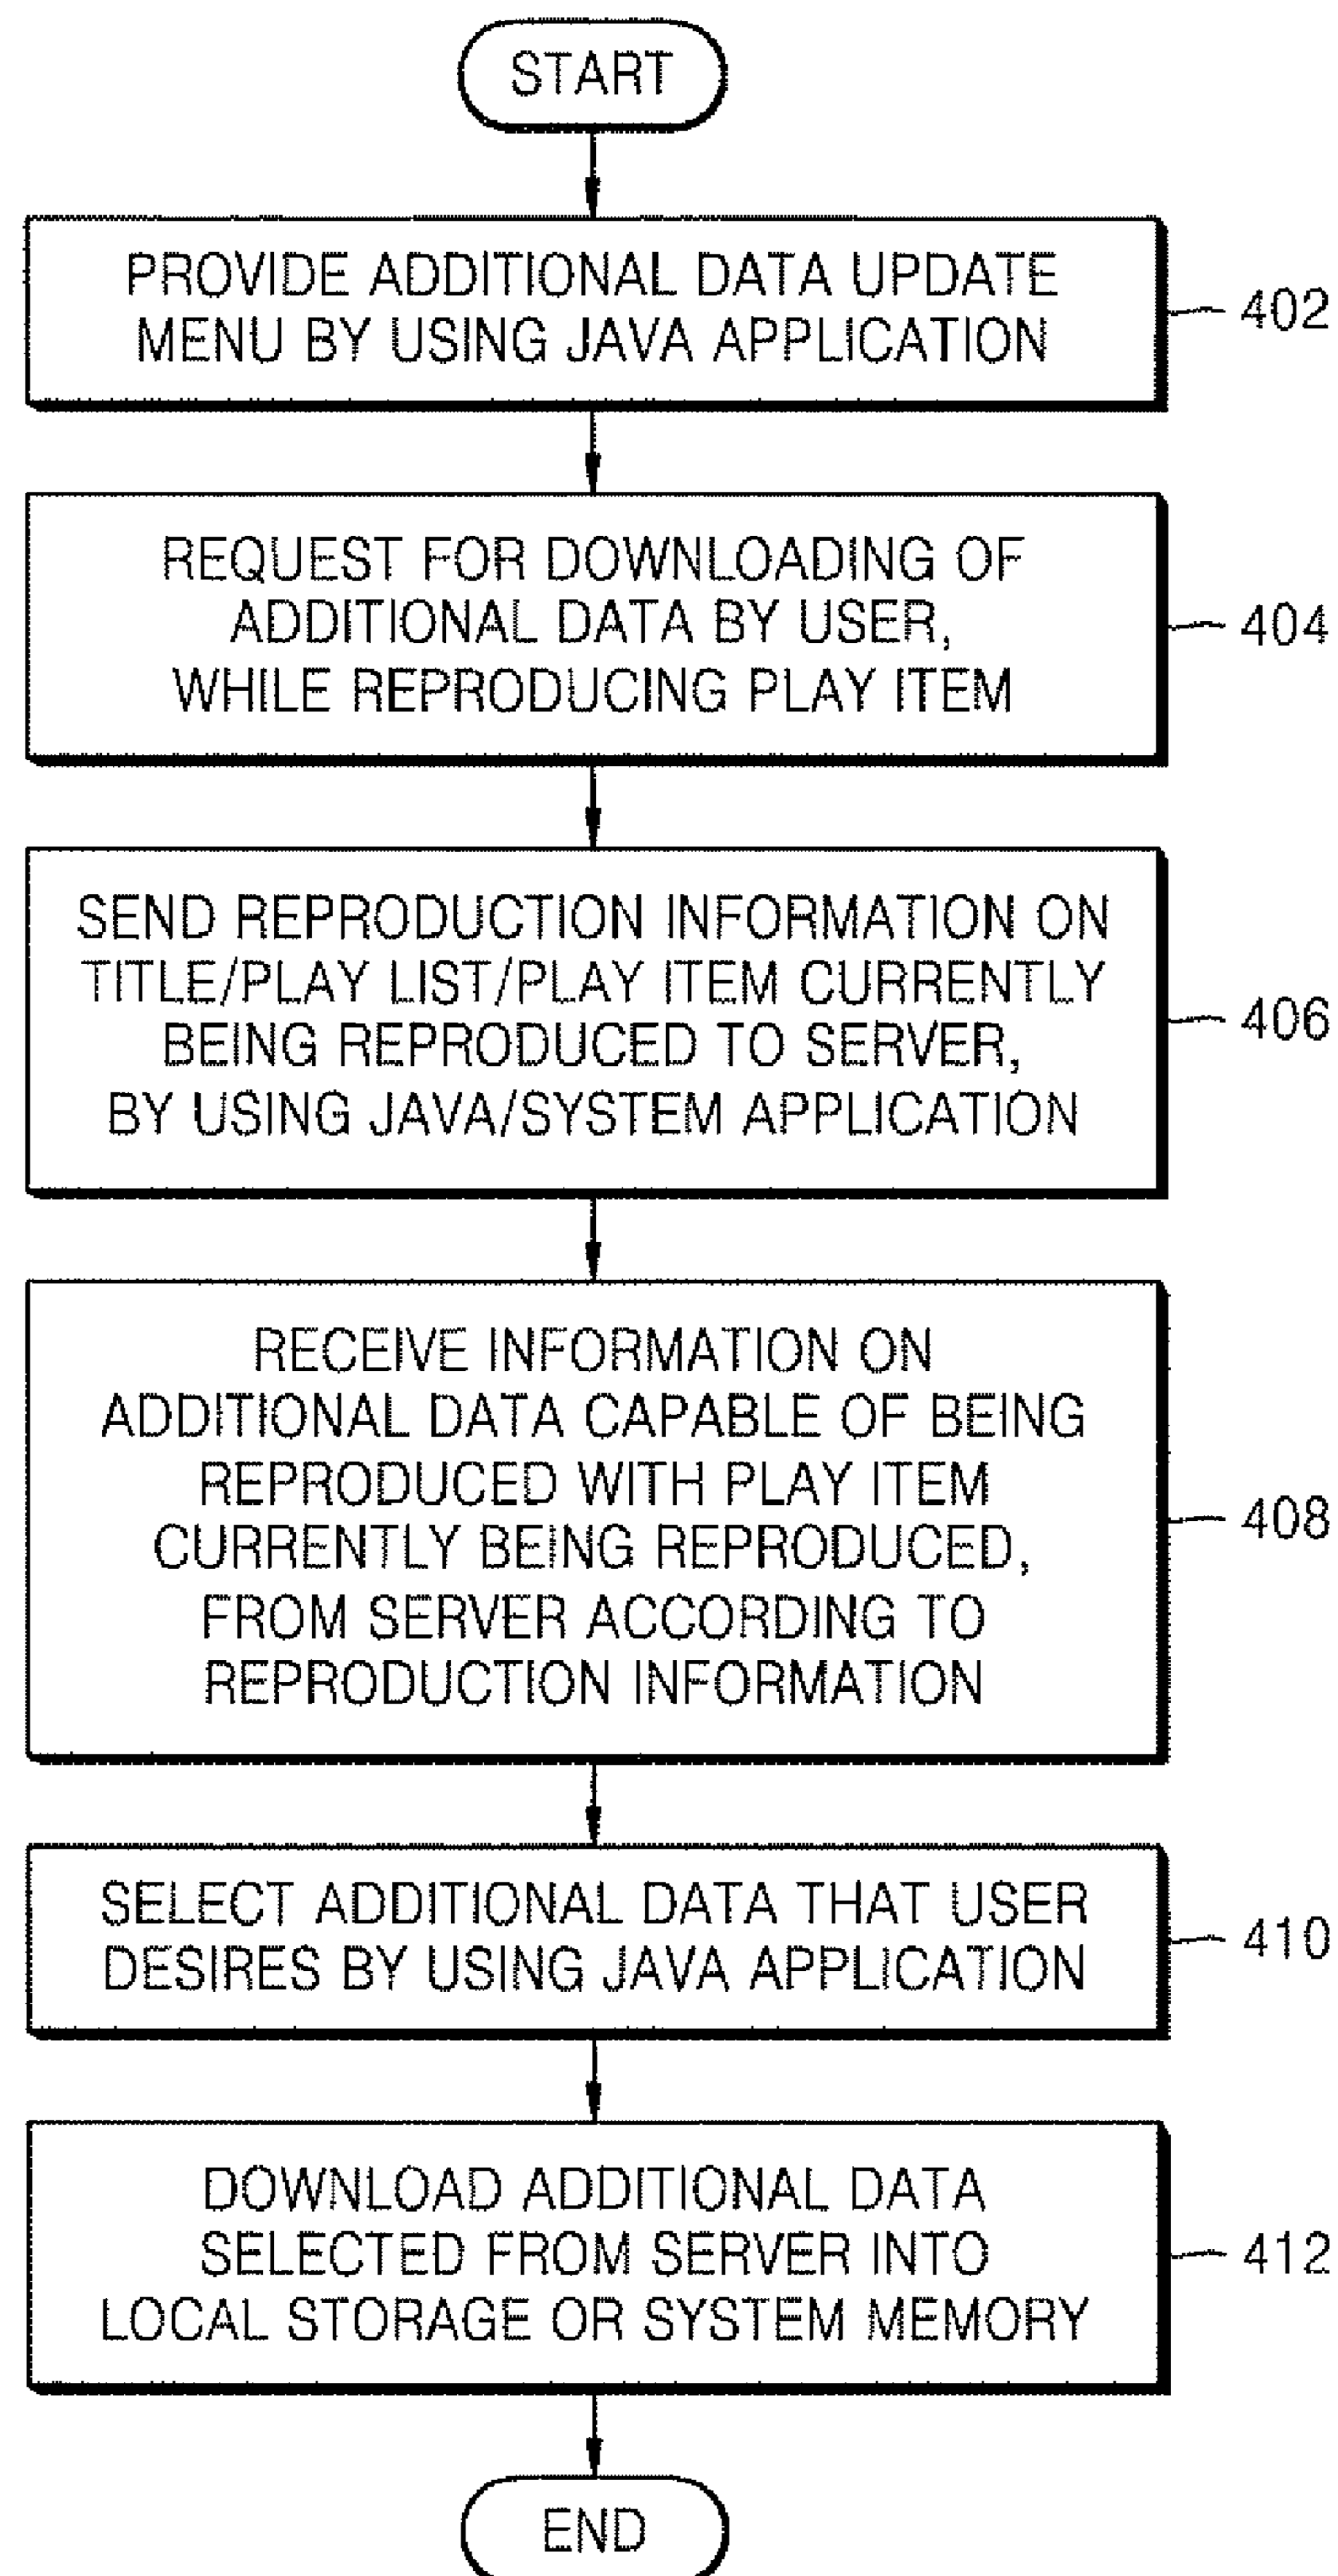 START
PROVIDE ADDITIONAL DATA UPDATE
MENU BY USING JAVA APPLICATION
402
REQUEST FOR DOWNLOADING OF
ADDITIONAL DATA BY USER,
WHILE REPRODUCING PLAY ITEM
404
SEND REPRODUCTION INFORMATION ON
TITLE/PLAY LIST/PLAY ITEM CURRENTLY
BEING REPRODUCED TO SERVER,
BY USING JAVA/SYSTEM APPLICATION
406
RECEIVE INFORMATION ON
ADDITIONAL DATA CAPABLE OF BEING
REPRODUCED WITH PLAY ITEM
CURRENTLY BEING REPRODUCED,
FROM SERVER ACCORDING TO
REPRODUCTION INFORMATION
408
SELECT ADDITIONAL DATA THAT USER
DESIRES BY USING JAVA APPLICATION
410
DOWNLOAD ADDITIONAL DATA
SELECTED FROM SERVER INTO
LOCAL STORAGE OR SYSTEM MEMORY
412
END